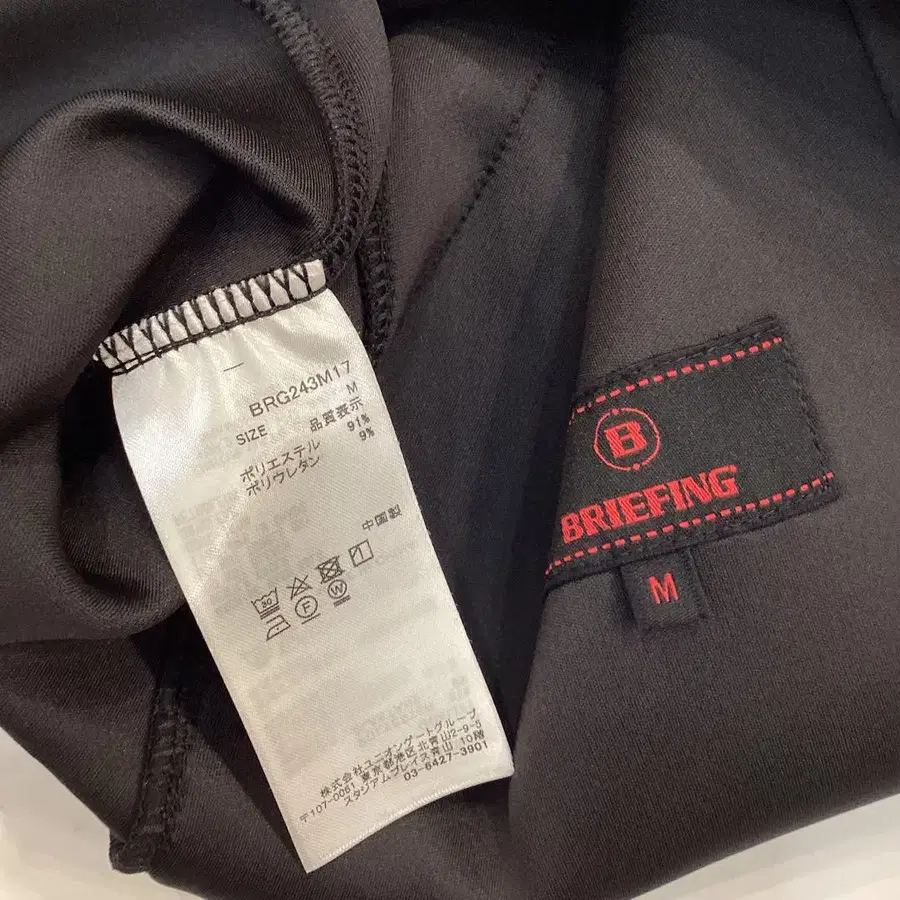 BRG243M17
SIZE M
品質表示
ポリエステル 91%
ポリウレタン 9%
中国製
30
F W
株式会社ユニオンゲートグループ
〒107-0061 東京都港区北青山2-9-5
スタジアムプレイス青山 10階
03-6427-3901
B
BRIEFING
M